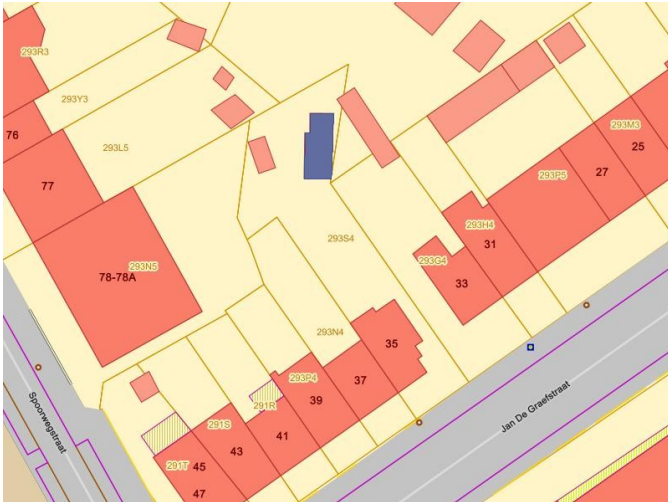 293R3
293Y3
76
293L5
77
293M3
25
27
293P5
293S4
293H4
31
293G4
33
78-78A
293N5
293N4
35
293P4
37
39
291R
41
291S
43
291T
45
47
Spoorwegstraat
Jan De Graefstraat